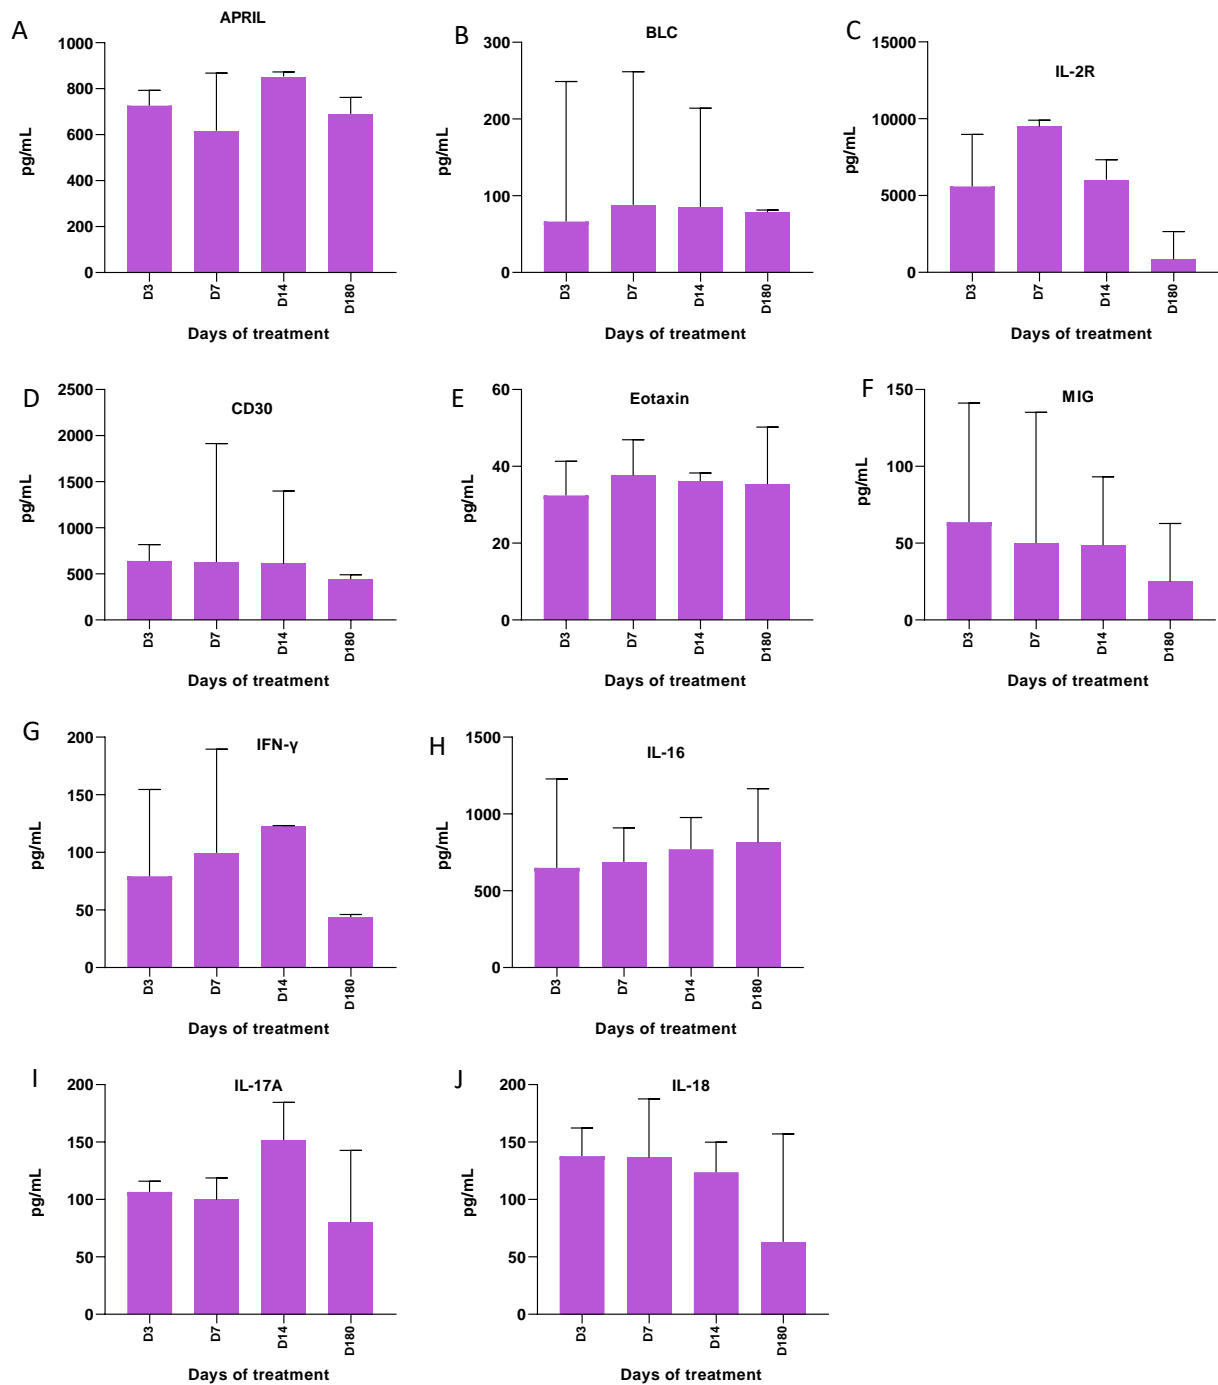 A
APRIL
1000
800
600
400
200
0
pg/mL
D3
D7
D14
D180
Days of treatment
B
BLC
300
200
100
0
pg/mL
D3
D7
D14
D180
Days of treatment
C
IL-2R
15000
10000
5000
0
pg/mL
D3
D7
D14
D180
Days of treatment
D
CD30
2500
2000
1500
1000
500
0
pg/mL
D3
D7
D14
D180
Days of treatment
E
Eotaxin
60
40
20
0
pg/mL
D3
D7
D14
D180
Days of treatment
F
MIG
150
100
50
0
pg/mL
D3
D7
D14
D180
Days of treatment
G
IFN-γ
200
150
100
50
0
pg/mL
D3
D7
D14
D180
Days of treatment
H
IL-16
1500
1000
500
0
pg/mL
D3
D7
D14
D180
Days of treatment
I
IL-17A
200
150
100
50
0
pg/mL
D3
D7
D14
D180
Days of treatment
J
IL-18
200
150
100
50
0
pg/mL
D3
D7
D14
D180
Days of treatment